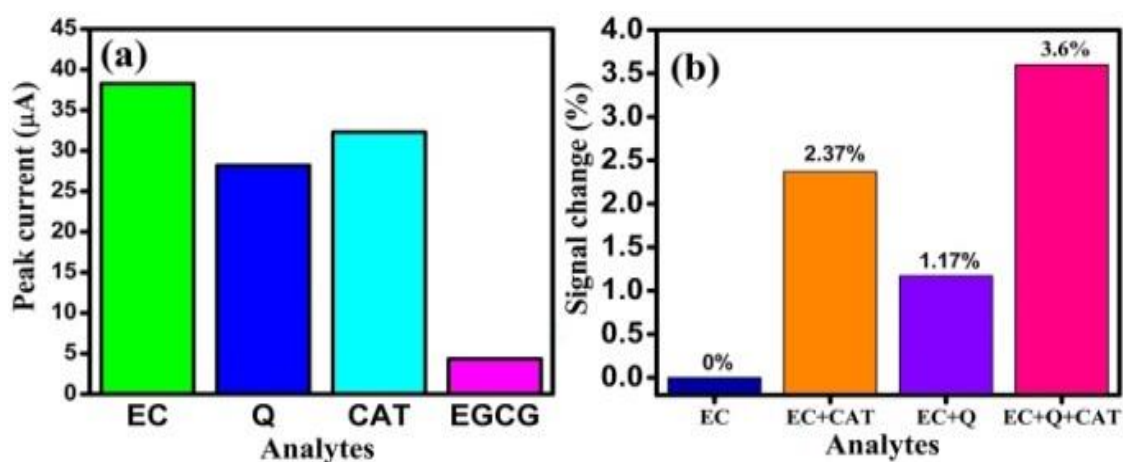 (a)
Peak current (µA)
45
40
35
30
25
20
15
10
5
0
EC Q CAT EGCG
Analytes
(b)
Signal change (%)
4.0
3.5
3.0
2.5
2.0
1.5
1.0
0.5
0.0
0%
2.37%
1.17%
3.6%
EC EC+CAT EC+Q EC+Q+CAT
Analytes